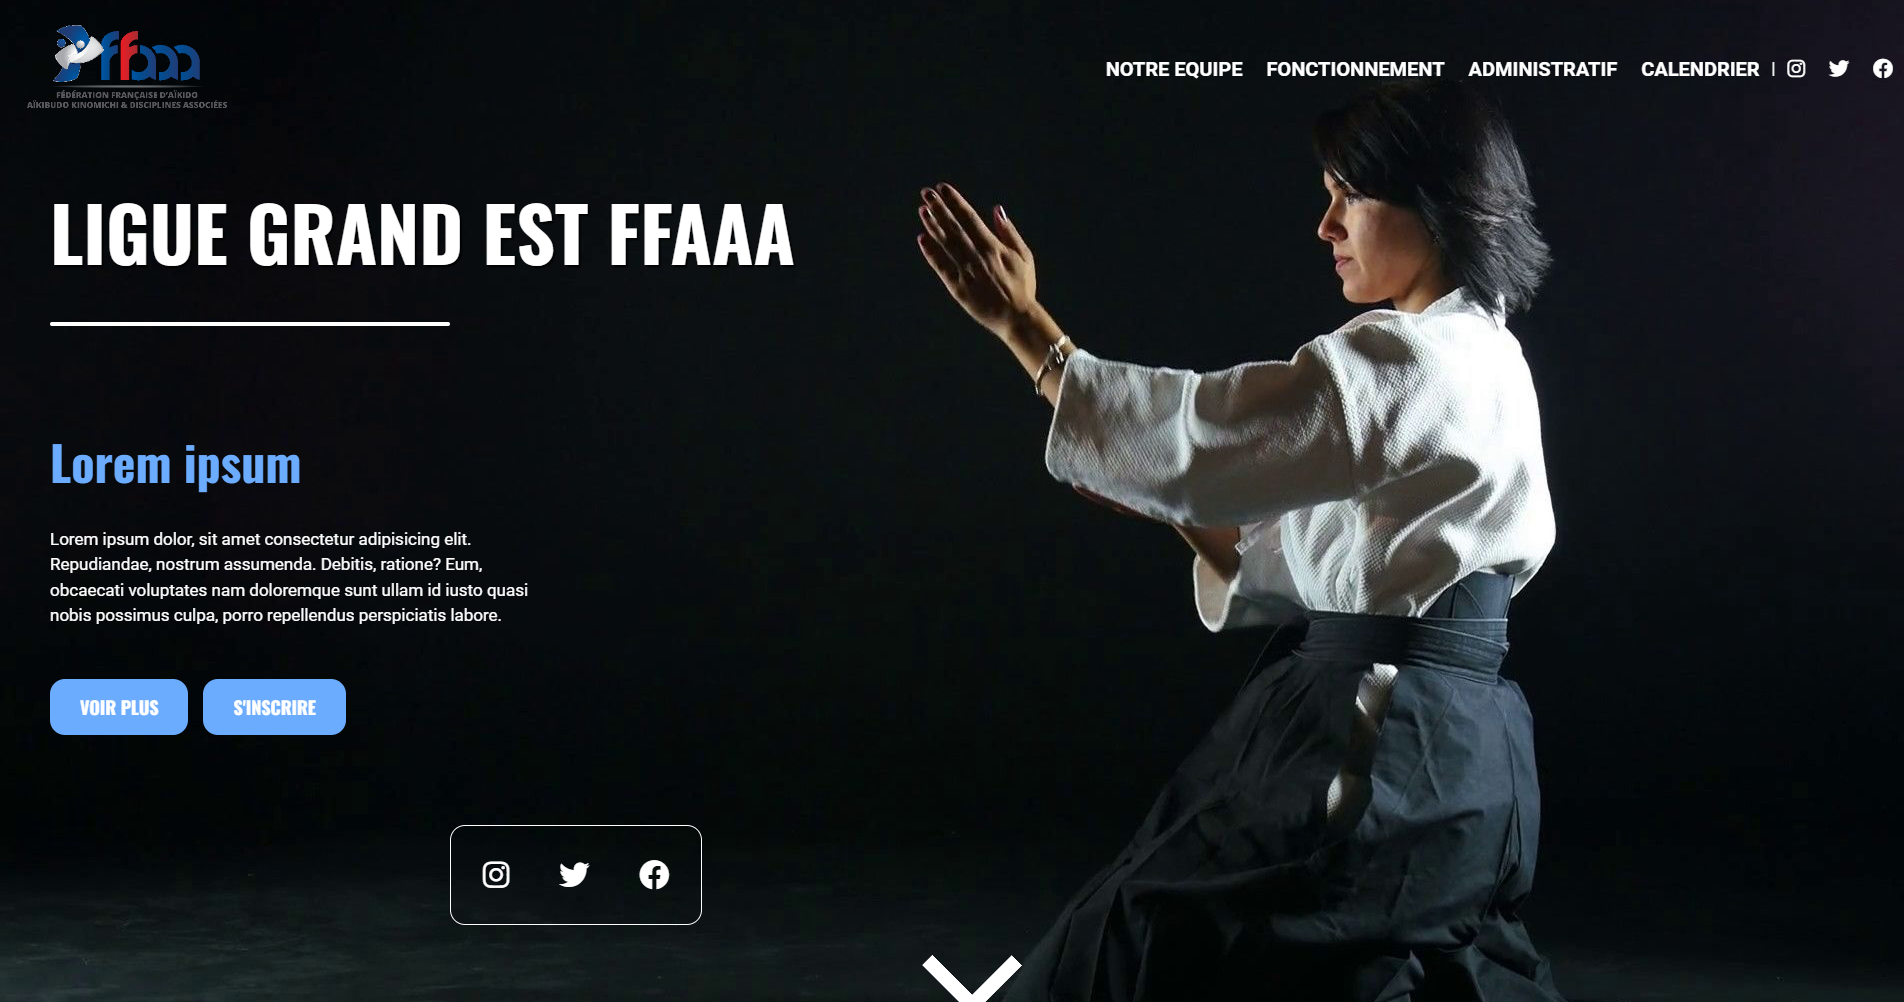 ffaaa
FÉDÉRATION FRANÇAISE D'AÏKIDO
AÏKIBUDO KINOMICHI & DISCIPLINES ASSOCIÉES
NOTRE EQUIPE FONCTIONNEMENT ADMINISTRATIF CALENDRIER |
LIGUE GRAND EST FFAAA
Lorem ipsum
Lorem ipsum dolor, sit amet consectetur adipisicing elit.
Repudiandae, nostrum assumenda. Debitis, ratione? Eum,
obcaecati voluptates nam doloremque sunt ullam id iusto quasi
nobis possimus culpa, porro repellendus perspiciatis labore.
VOIR PLUS S'INSCRIRE